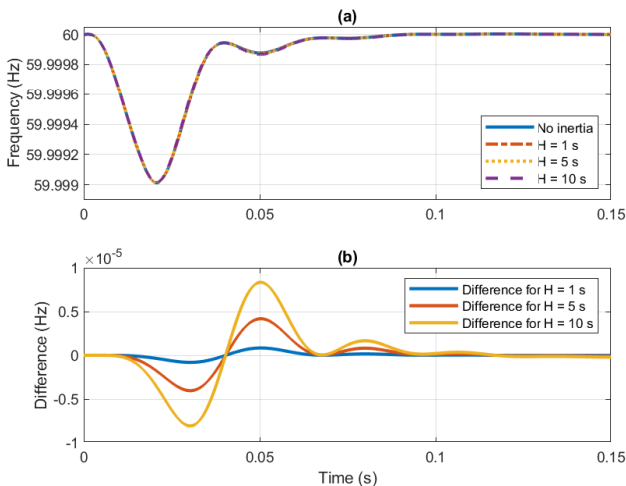 (a)
60
59.9998
59.9996
59.9994
59.9992
59.999
Frequency (Hz)
No inertia
H = 1 s
H = 5 s
H = 10 s
0
0.05
0.1
0.15
(b)
×10^-5
1
0.5
0
-0.5
-1
Difference (Hz)
Difference for H = 1 s
Difference for H = 5 s
Difference for H = 10 s
0
0.05
0.1
0.15
Time (s)